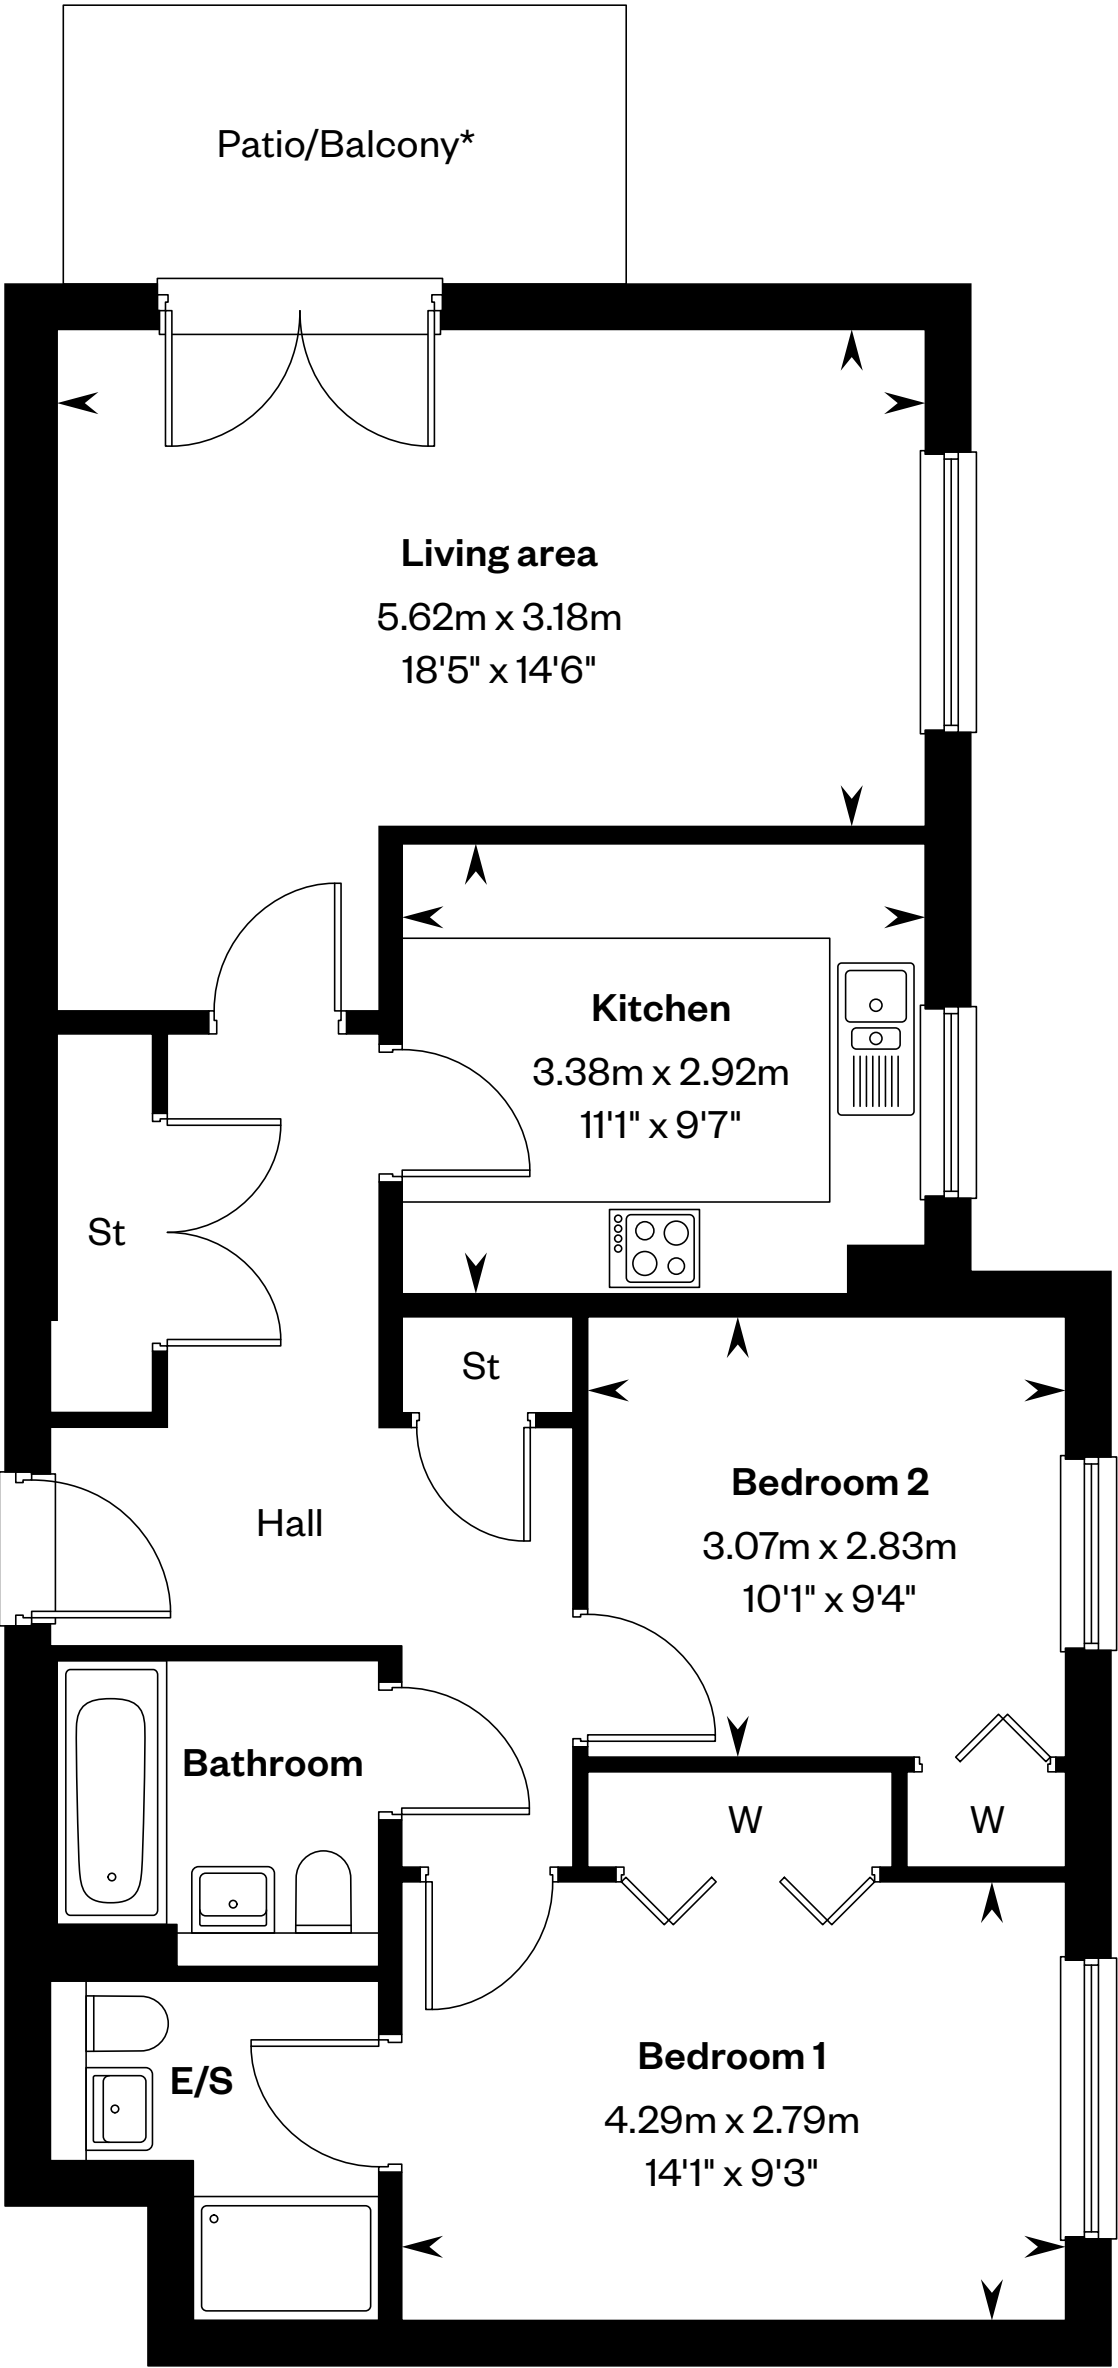 Patio/Balcony*
Living area
5.62m x 3.18m
18'5" x 14'6"
Kitchen
3.38m x 2.92m
11'1" x 9'7"
St
St
Hall
Bedroom 2
3.07m x 2.83m
10'1" x 9'4"
Bathroom
W
W
E/S
Bedroom 1
4.29m x 2.79m
14'1" x 9'3"